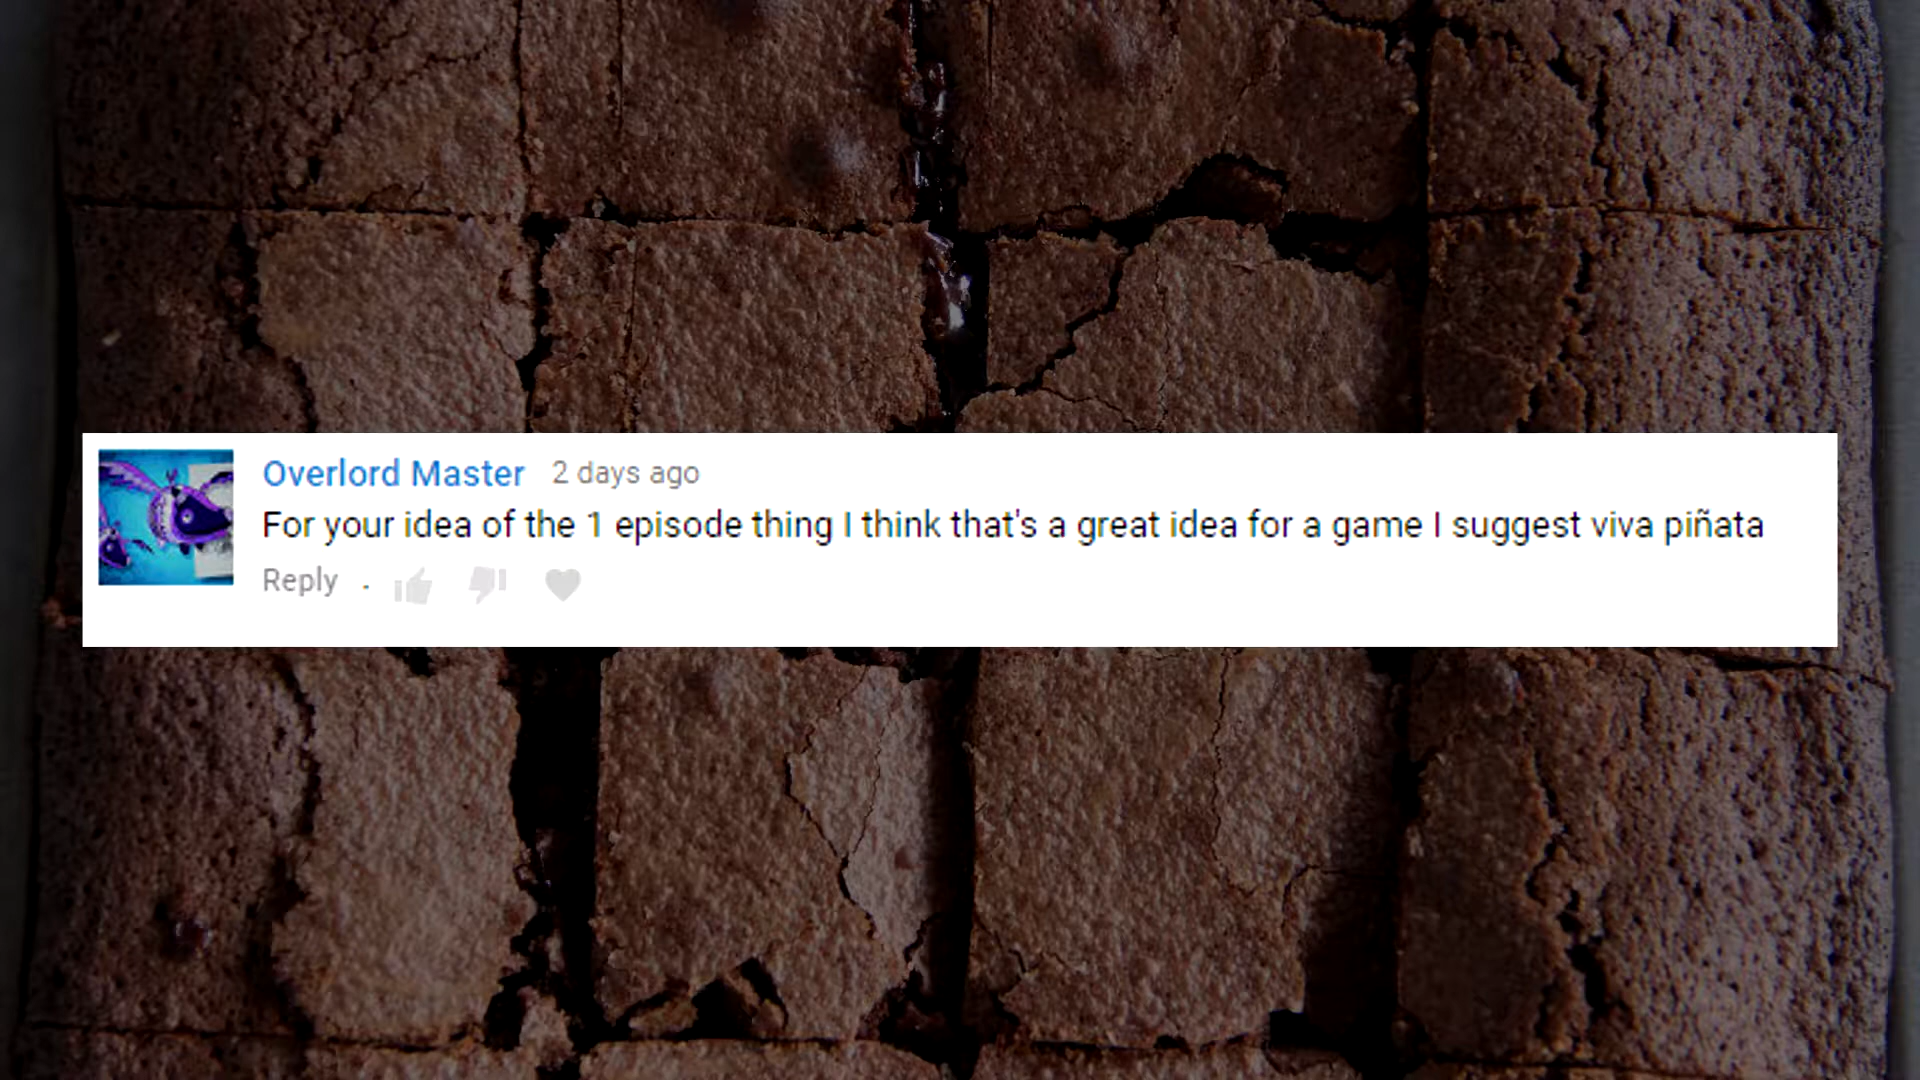 Overlord Master 2 days ago
For your idea of the 1 episode thing I think that's a great idea for a game I suggest viva piñata
Reply .